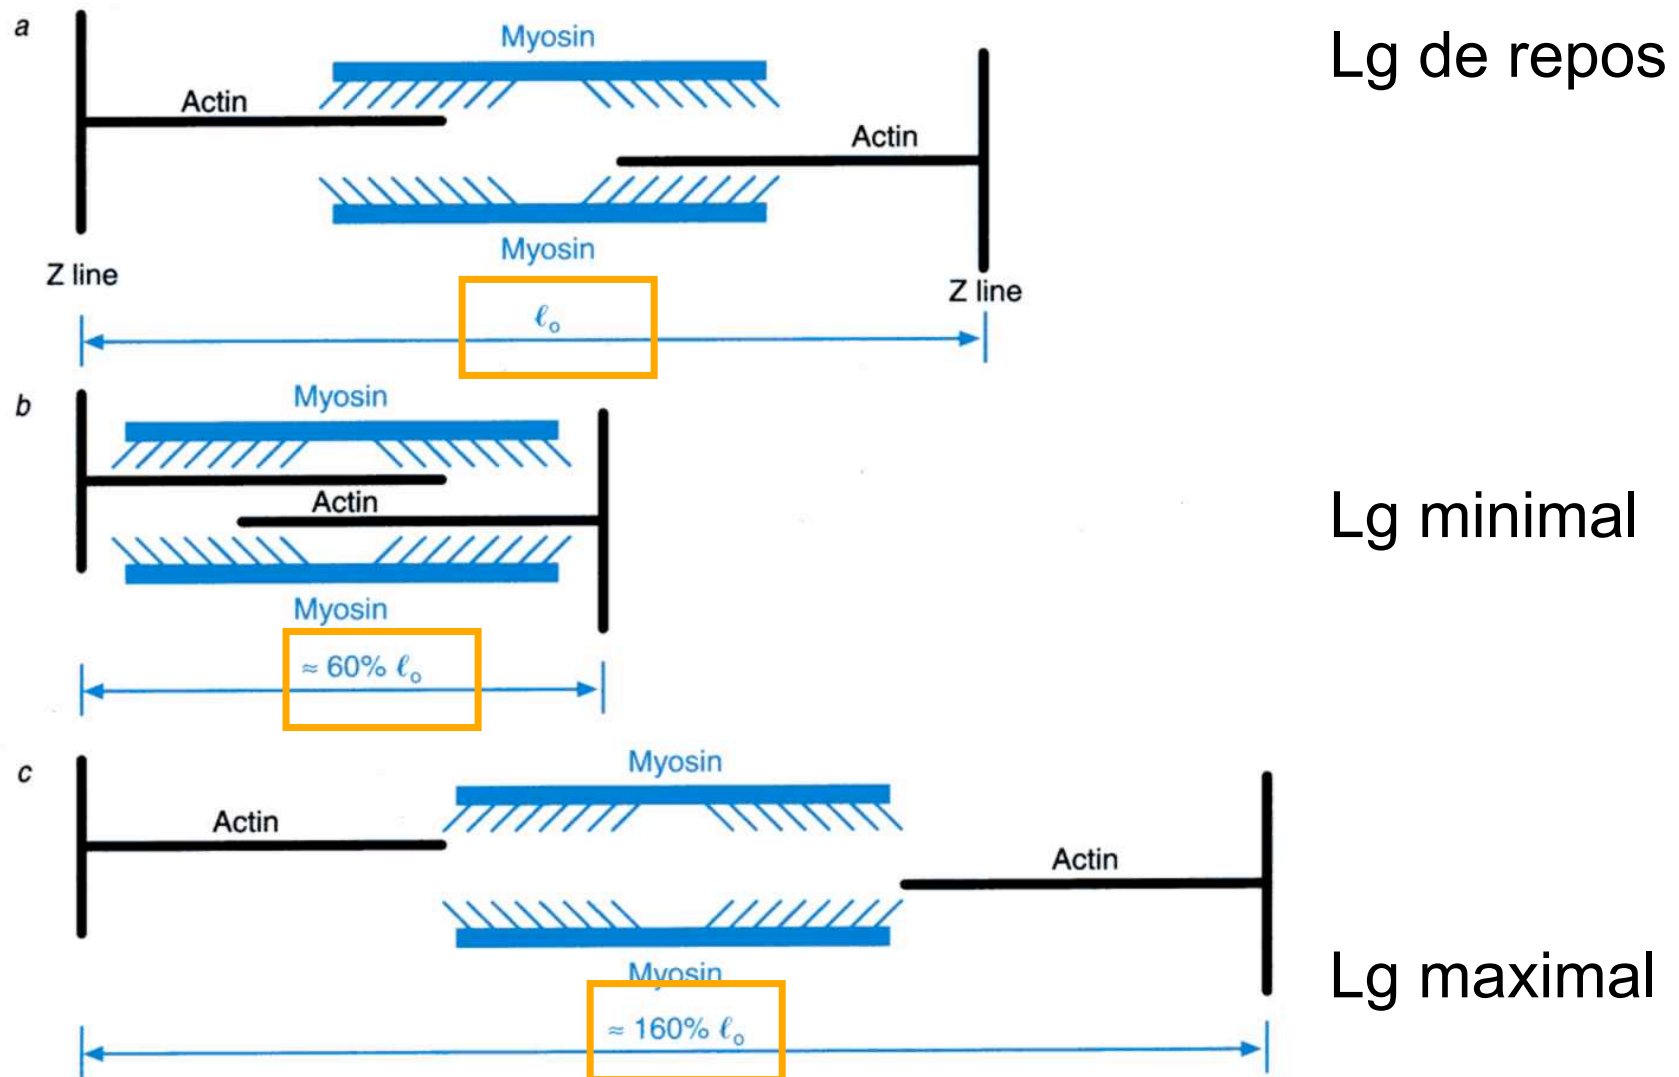 a
Myosin
Lg de repos
Actin
Actin
Myosin
Z line
Z line
ℓo
b
Myosin
Actin
Lg minimal
Myosin
≈ 60% ℓo
c
Myosin
Actin
Actin
Myosin
Lg maximal
≈ 160% ℓo